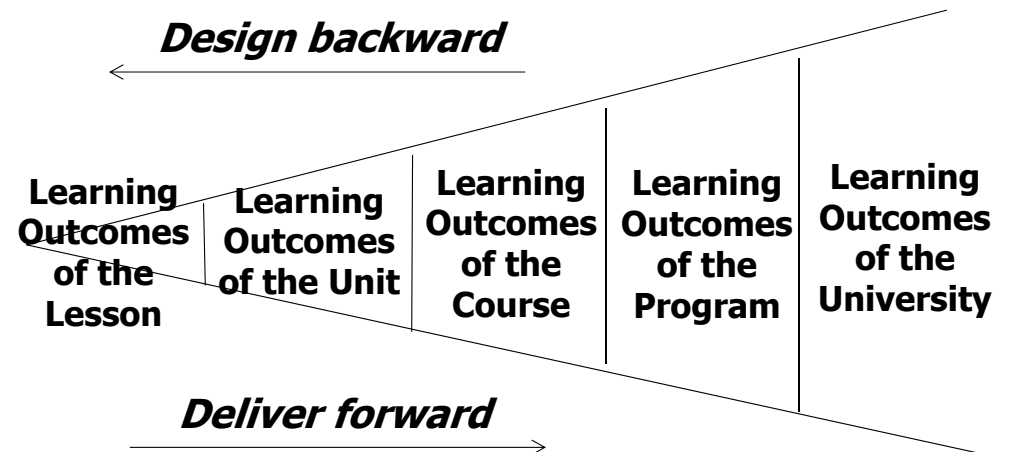 Design backward
Learning
Outcomes
of the
Lesson
Learning
Outcomes
of the Unit
Learning
Outcomes
of the
Course
Learning
Outcomes
of the
Program
Learning
Outcomes
of the
University
Deliver forward